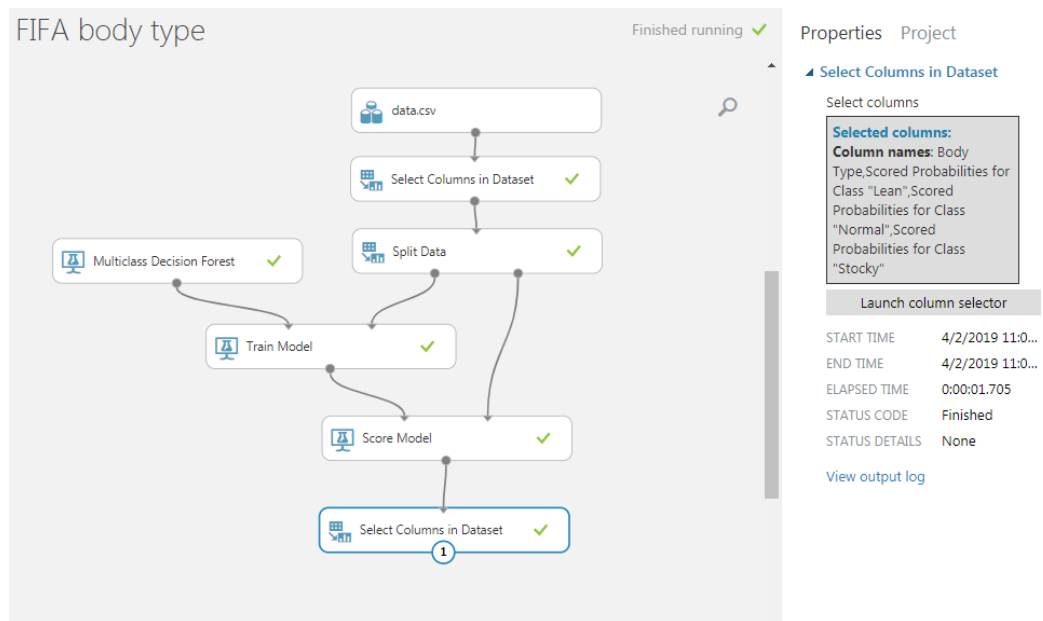 FIFA body type
Finished running
data.csv
Select Columns in Dataset
Split Data
Multiclass Decision Forest
Train Model
Score Model
Select Columns in Dataset
1
Properties Project
Select Columns in Dataset
Select columns
Selected columns:
Column names: Body
Type,Scored Probabilities for
Class "Lean",Scored
Probabilities for Class
"Normal",Scored
Probabilities for Class
"Stocky"
Launch column selector
START TIME 4/2/2019 11:0...
END TIME 4/2/2019 11:0...
ELAPSED TIME 0:00:01.705
STATUS CODE Finished
STATUS DETAILS None
View output log